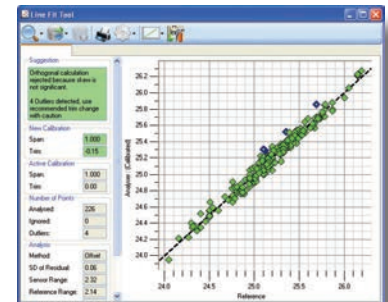 Line Fit Tool
Suggestion
Orthogonal calculation
rejected because skew is
not significant.
4 Outliers detected, use
recommended trim change
with caution
New Calibration
Span: 1.000
Trim: -0.15
Active Calibration
Span: 1.000
Trim: 0.00
Number of Points
Analysed: 226
Ignored: 0
Outliers: 4
Analysis
Method: Offset
SD of Residual: 0.06
Sensor Range: 2.32
Reference Range: 2.14
Analyser (Calibrated)
26.2
26.0
25.8
25.6
25.4
25.2
25.0
24.8
24.6
24.4
24.2
24.0
24.0 24.5 25.0 25.5 26.0
Reference